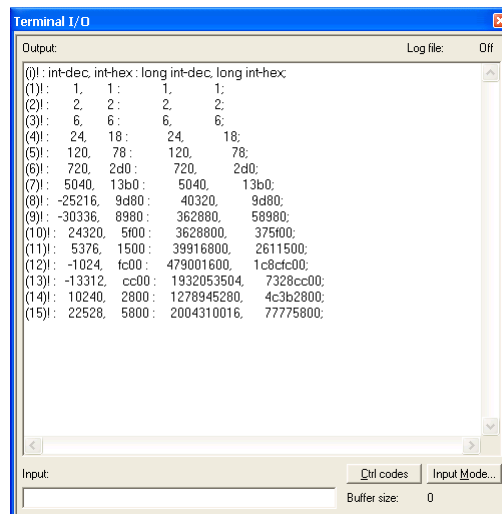 Terminal I/O
Output: Log file: Off
(i)! : int-dec, int-hex : long int-dec, long int-hex;
(1)! : 1, 1 : 1, 1;
(2)! : 2, 2 : 2, 2;
(3)! : 6, 6 : 6, 6;
(4)! : 24, 18 : 24, 18;
(5)! : 120, 78 : 120, 78;
(6)! : 720, 2d0 : 720, 2d0;
(7)! : 5040, 13b0 : 5040, 13b0;
(8)! : -25216, 9d80 : 40320, 9d80;
(9)! : -30336, 8980 : 362880, 58980;
(10)! : 24320, 5f00 : 3628800, 375f00;
(11)! : 5376, 1500 : 39916800, 2611500;
(12)! : -1024, fc00 : 479001600, 1c8cfc00;
(13)! : -13312, cc00 : 1932053504, 7328cc00;
(14)! : 10240, 2800 : 1278945280, 4c3b2800;
(15)! : 22528, 5800 : 2004310016, 77775800;
Input: Ctrl codes Input Mode...
Buffer size: 0